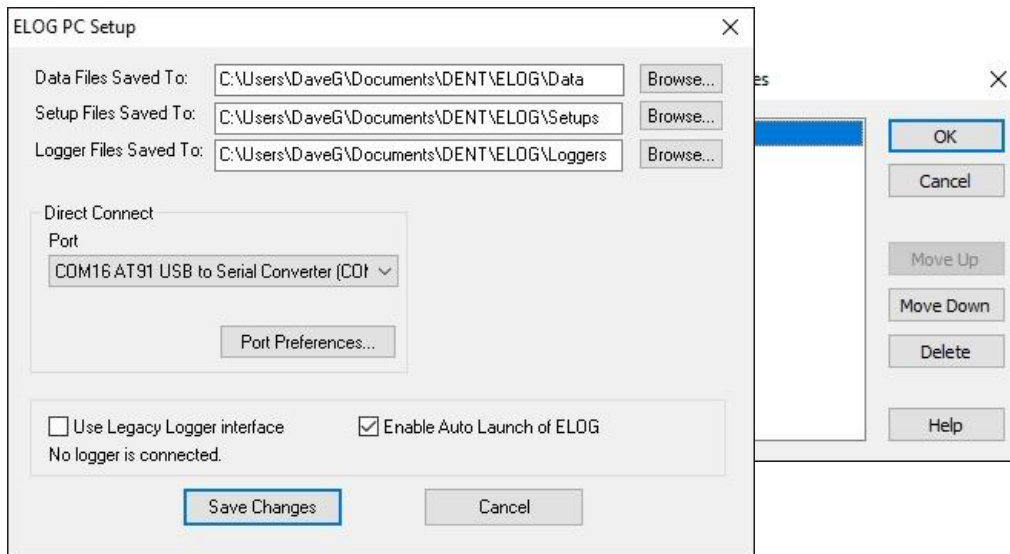 ELOG PC Setup
Data Files Saved To: C:\Users\DaveG\Documents\DENT\ELOG\Data Browse...
Setup Files Saved To: C:\Users\DaveG\Documents\DENT\ELOG\Setups Browse...
Logger Files Saved To: C:\Users\DaveG\Documents\DENT\ELOG\Loggers Browse...
Direct Connect
Port
COM16 AT91 USB to Serial Converter (COM
Port Preferences...
Use Legacy Logger interface Enable Auto Launch of ELOG
No logger is connected.
Save Changes Cancel
es
OK
Cancel
Move Up
Move Down
Delete
Help